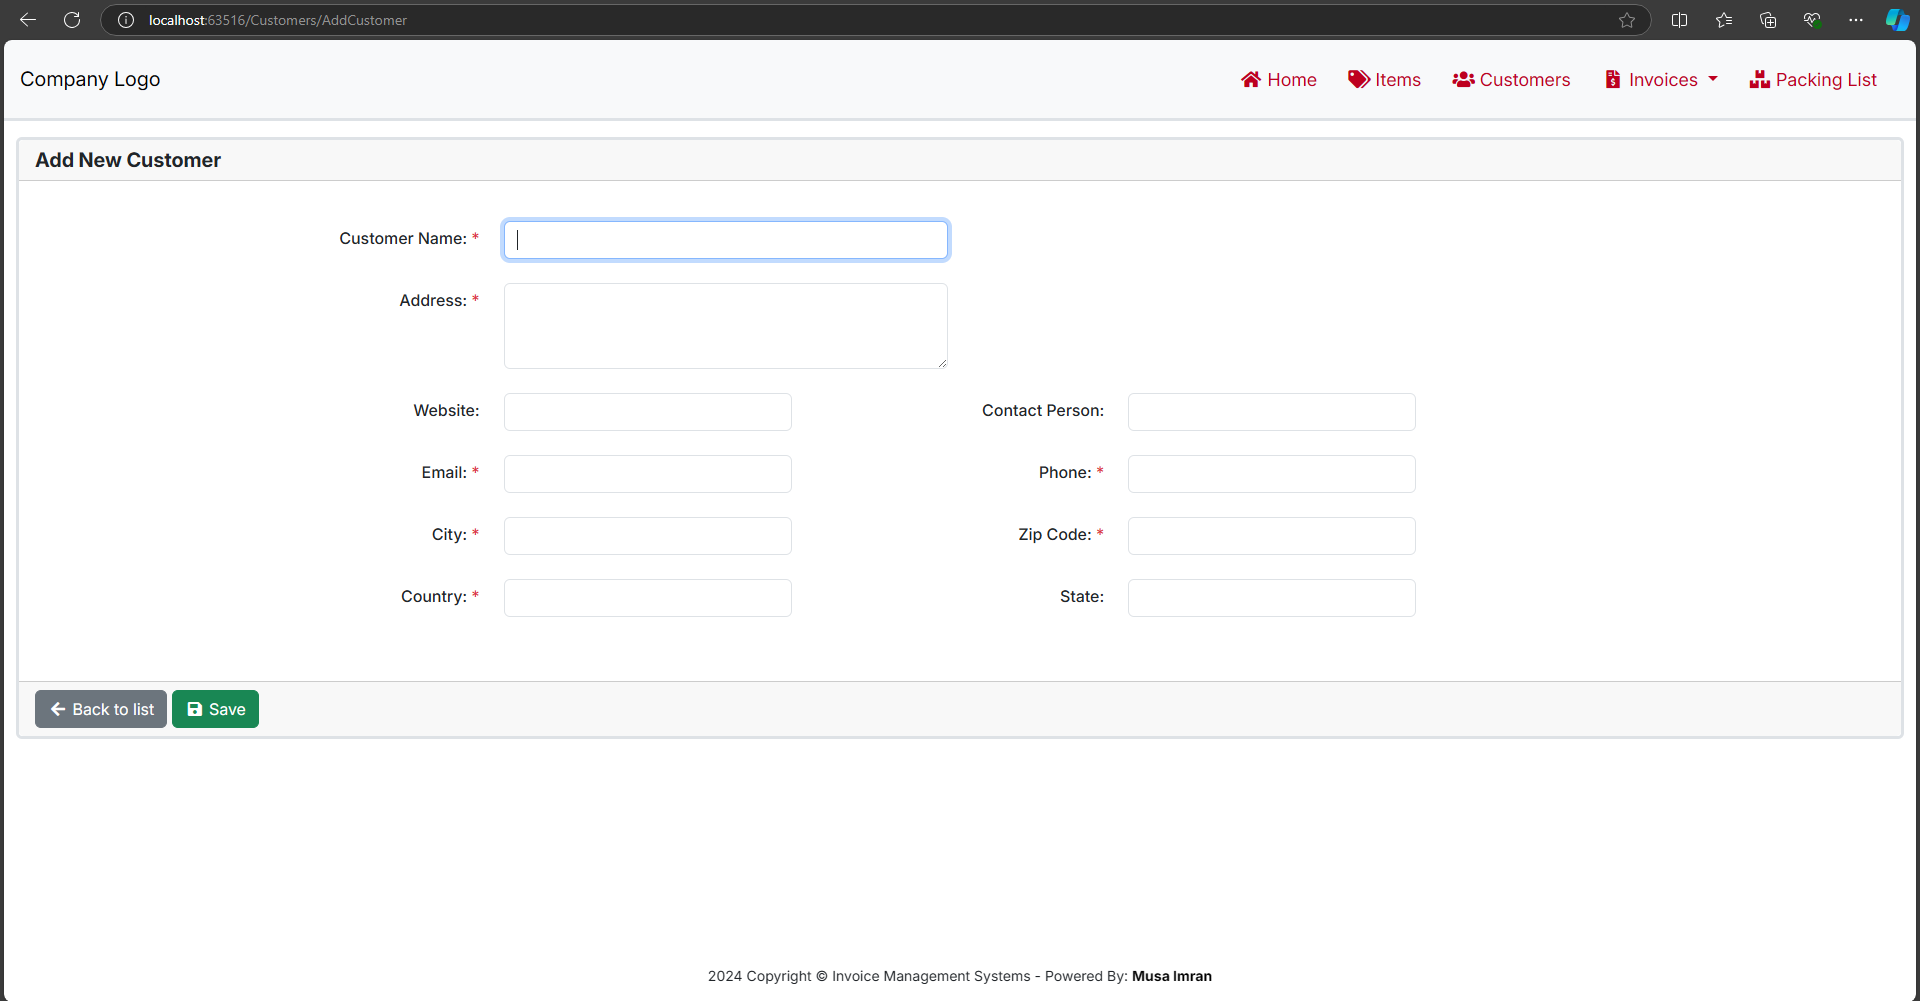 localhost:63516/Customers/AddCustomer
Company Logo
Home
Items
Customers
Invoices
Packing List
Add New Customer
Customer Name: *
Address: *
Website:
Contact Person:
Email: *
Phone: *
City: *
Zip Code: *
Country: *
State:
Back to list
Save
2024 Copyright © Invoice Management Systems - Powered By: Musa Imran